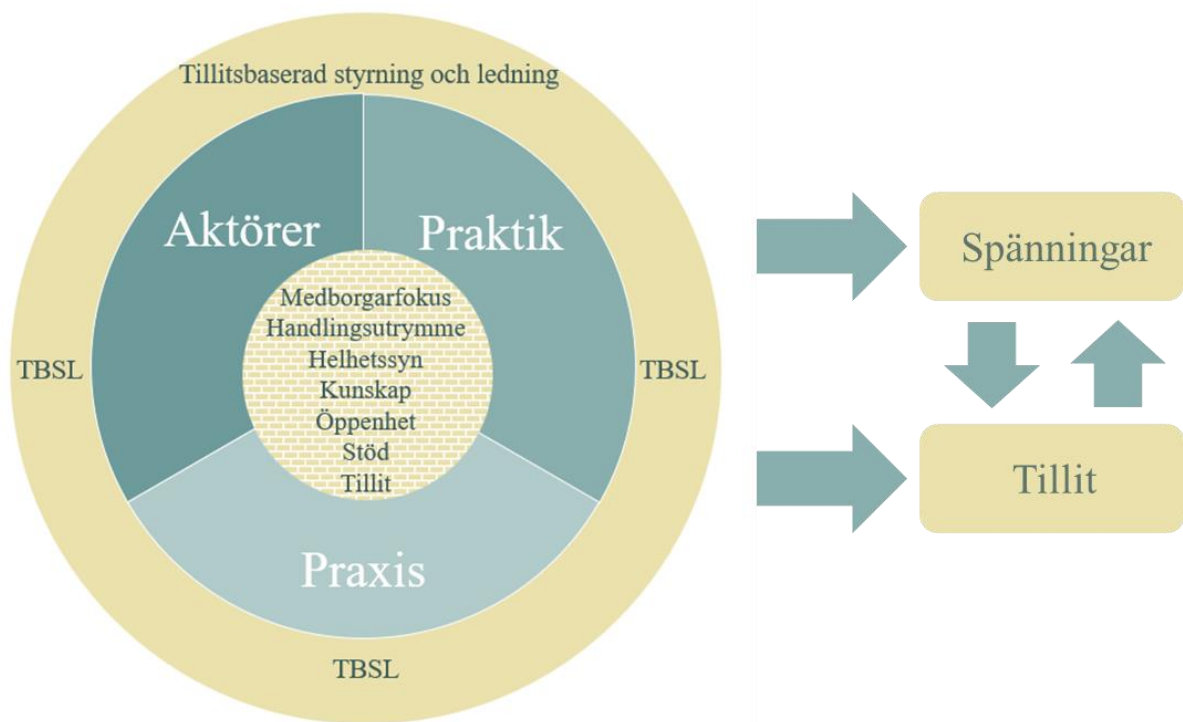 Tillitsbaserad styrning och ledning
Aktörer
Praktik
Medborgarfokus
Handlingsutrymme
Helhetssyn
Kunskap
Öppenhet
Stöd
Tillit
TBSL
TBSL
Praxis
TBSL
Spänningar
Tillit